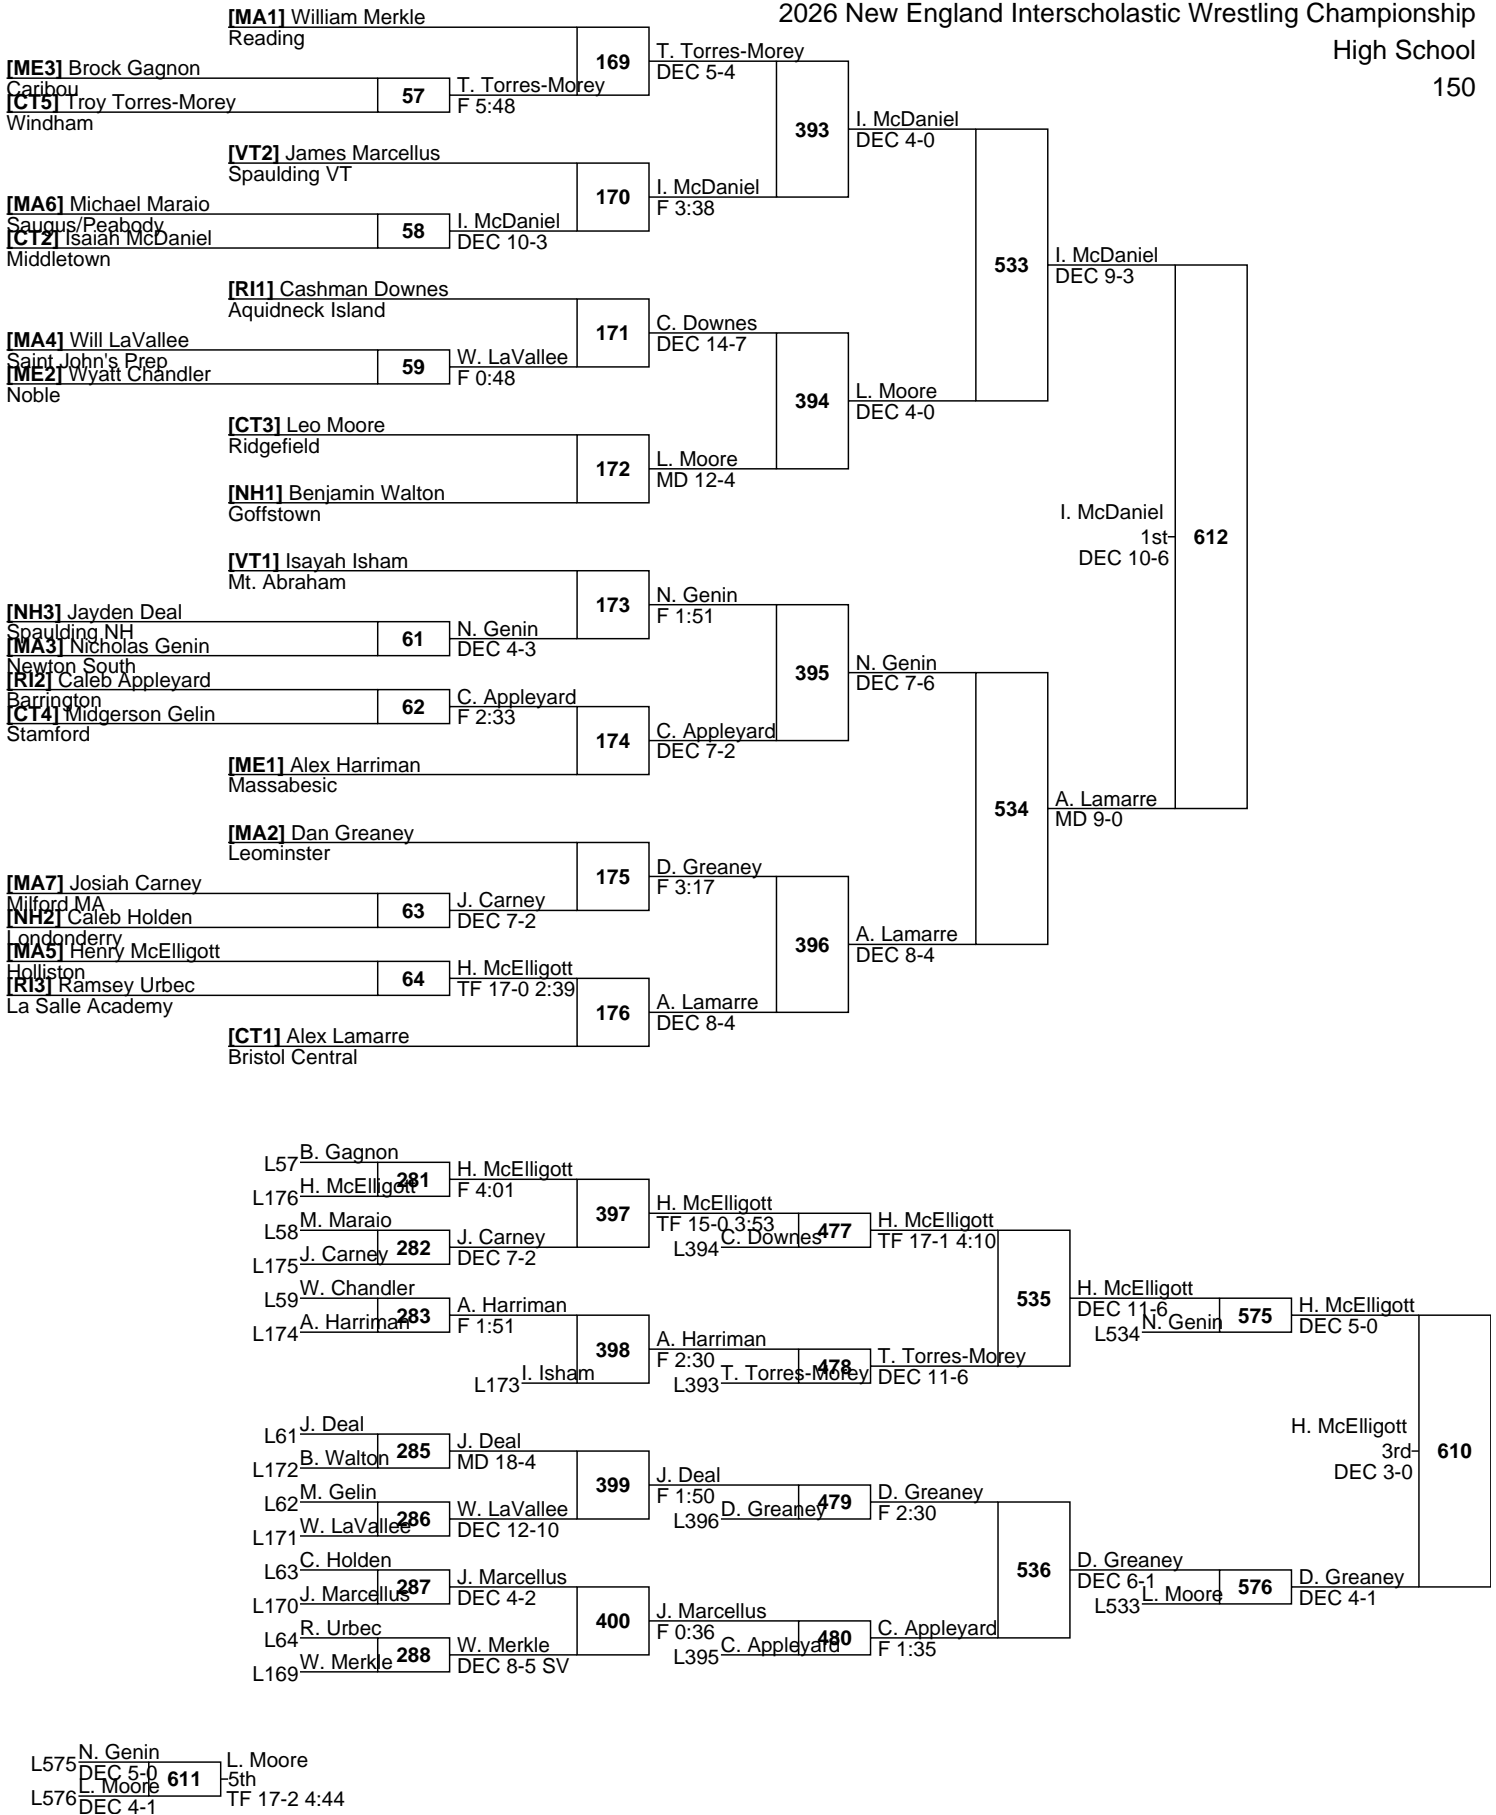 2026 New England Interscholastic Wrestling Championship
High School
150
[MA1] William Merkle
Reading
[ME3] Brock Gagnon
Caribou
[CT5] Troy Torres-Morey
Windham
57
T. Torres-Morey
F 5:48
169
T. Torres-Morey
DEC 5-4
[VT2] James Marcellus
Spaulding VT
[MA6] Michael Maraio
Saugus/Peabody
[CT2] Isaiah McDaniel
Middletown
58
I. McDaniel
DEC 10-3
170
I. McDaniel
F 3:38
393
I. McDaniel
DEC 4-0
[RI1] Cashman Downes
Aquidneck Island
[MA4] Will LaVallee
Saint John's Prep
[ME2] Wyatt Chandler
Noble
59
W. LaVallee
F 0:48
171
C. Downes
DEC 14-7
[CT3] Leo Moore
Ridgefield
[NH1] Benjamin Walton
Goffstown
172
L. Moore
MD 12-4
394
L. Moore
DEC 4-0
533
I. McDaniel
DEC 9-3
[VT1] Isayah Isham
Mt. Abraham
[NH3] Jayden Deal
Spaulding NH
[MA3] Nicholas Genin
Newton South
61
N. Genin
DEC 4-3
173
N. Genin
F 1:51
[RI2] Caleb Appleyard
Barrington
[CT4] Midgerson Gelin
Stamford
62
C. Appleyard
F 2:33
[ME1] Alex Harriman
Massabesic
174
C. Appleyard
DEC 7-2
395
N. Genin
DEC 7-6
[MA2] Dan Greaney
Leominster
[MA7] Josiah Carney
Milford MA
[NH2] Caleb Holden
Londonderry
63
J. Carney
DEC 7-2
175
D. Greaney
F 3:17
[MA5] Henry McElligott
Holliston
[RI3] Ramsey Urbec
La Salle Academy
64
H. McElligott
TF 17-0 2:39
[CT1] Alex Lamarre
Bristol Central
176
A. Lamarre
DEC 8-4
396
A. Lamarre
DEC 8-4
534
A. Lamarre
MD 9-0
I. McDaniel
1st
DEC 10-6
612
L57 B. Gagnon
L176 H. McElligott
281
H. McElligott
F 4:01
L58 M. Maraio
L175 J. Carney
282
J. Carney
DEC 7-2
397
H. McElligott
TF 15-0 3:53
L394 C. Downes
477
H. McElligott
TF 17-1 4:10
L59 W. Chandler
L174 A. Harriman
283
A. Harriman
F 1:51
L173 I. Isham
398
A. Harriman
F 2:30
L393 T. Torres-Morey
478
T. Torres-Morey
DEC 11-6
535
H. McElligott
DEC 11-6
L534 N. Genin
575
H. McElligott
DEC 5-0
L61 J. Deal
L172 B. Walton
285
J. Deal
MD 18-4
L62 M. Gelin
L171 W. LaVallee
286
W. LaVallee
DEC 12-10
399
J. Deal
F 1:50
L396 D. Greaney
479
D. Greaney
F 2:30
L63 C. Holden
L170 J. Marcellus
287
J. Marcellus
DEC 4-2
L64 R. Urbec
L169 W. Merkle
288
W. Merkle
DEC 8-5 SV
400
J. Marcellus
F 0:36
L395 C. Appleyard
480
C. Appleyard
F 1:35
536
D. Greaney
DEC 6-1
L533 L. Moore
576
D. Greaney
DEC 4-1
H. McElligott
3rd
DEC 3-0
610
L575 N. Genin
DEC 5-0
L576 L. Moore
DEC 4-1
611
L. Moore
5th
TF 17-2 4:44